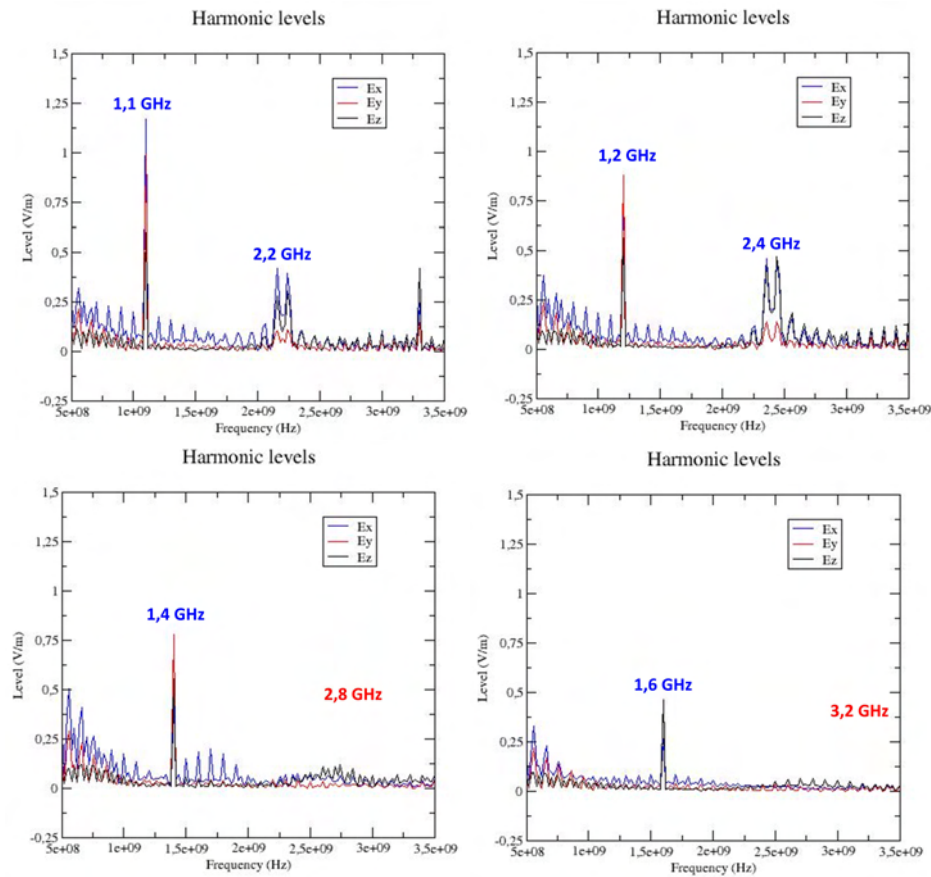 Harmonic levels
1,5
1,25
1
0,75
0,5
0,25
0
-0,25
Level (V/m)
1,1 GHz
2,2 GHz
Ex
Ey
Ez
5e+08
1e+09
1,5e+09
2e+09
2,5e+09
3e+09
3,5e+09
Frequency (Hz)
Harmonic levels
1,5
1,25
1
0,75
0,5
0,25
0
-0,25
Level (V/m)
1,2 GHz
2,4 GHz
Ex
Ey
Ez
5e+08
1e+09
1,5e+09
2e+09
2,5e+09
3e+09
3,5e+09
Frequency (Hz)
Harmonic levels
1,5
1,25
1
0,75
0,5
0,25
0
-0,25
Level (V/m)
1,4 GHz
2,8 GHz
Ex
Ey
Ez
5e+08
1e+09
1,5e+09
2e+09
2,5e+09
3e+09
3,5e+09
Frequency (Hz)
Harmonic levels
1,5
1,25
1
0,75
0,5
0,25
0
-0,25
Level (V/m)
1,6 GHz
3,2 GHz
Ex
Ey
Ez
5e+08
1e+09
1,5e+09
2e+09
2,5e+09
3e+09
3,5e+09
Frequency (Hz)